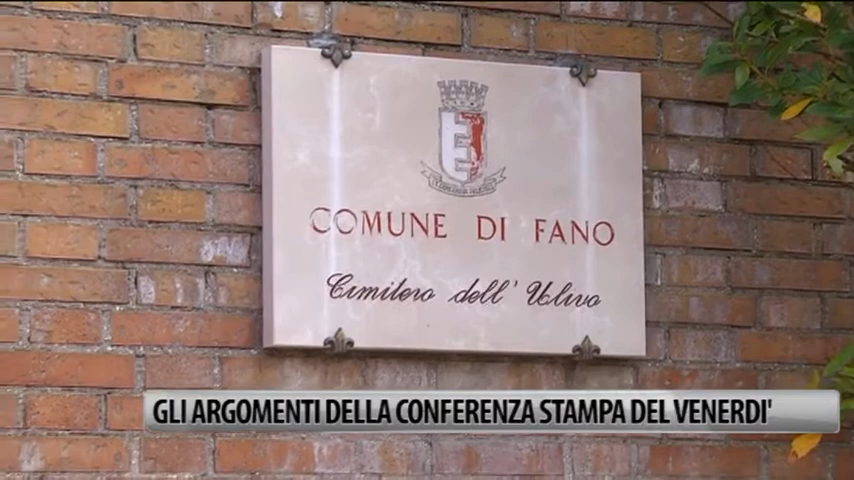 COMUNE DI FANO
Cimitero dell' Ulivo
GLI ARGOMENTI DELLA CONFERENZA STAMPA DEL VENERDI'